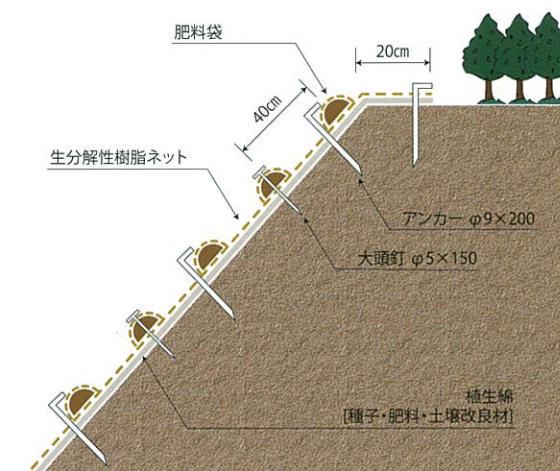 肥料袋
20㎝
40㎝
生分解性樹脂ネット
アンカー φ9×200
大頭釘 φ5×150
植生綿
[種子・肥料・土壌改良材]